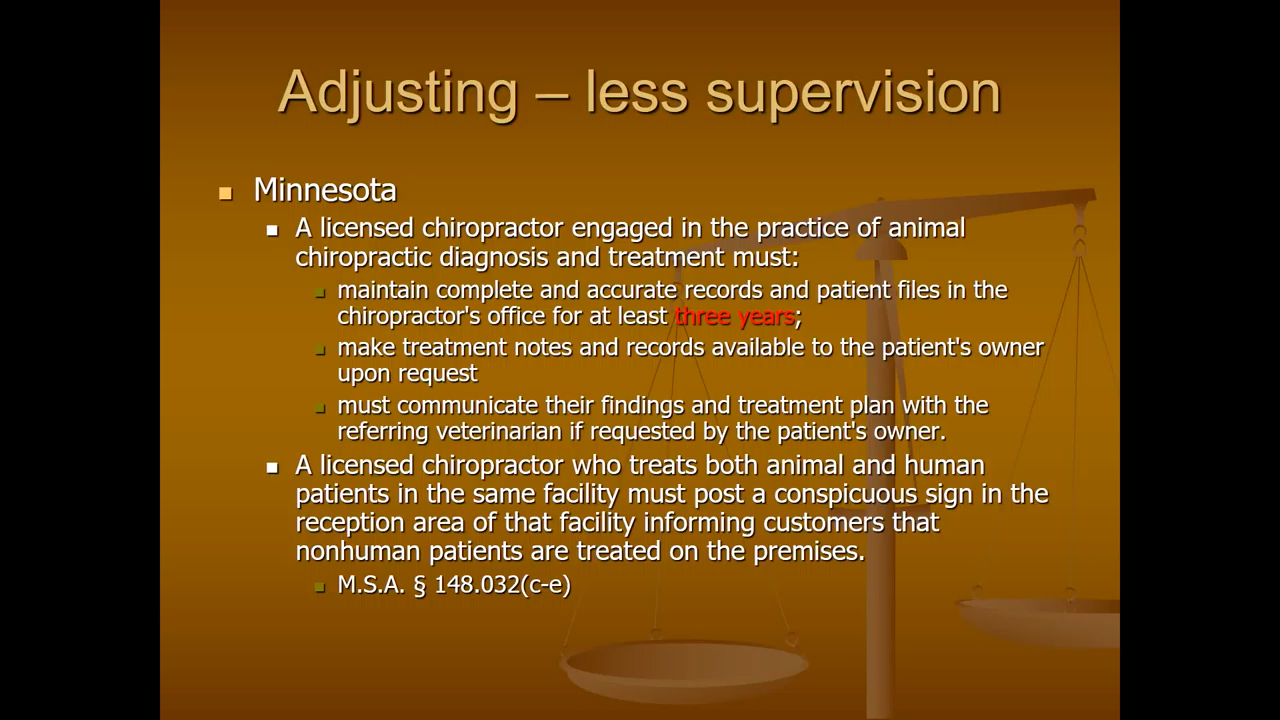 Adjusting – less supervision
Minnesota
A licensed chiropractor engaged in the practice of animal
chiropractic diagnosis and treatment must:
maintain complete and accurate records and patient files in the
chiropractor's office for at least three years;
make treatment notes and records available to the patient's owner
upon request
must communicate their findings and treatment plan with the
referring veterinarian if requested by the patient's owner.
A licensed chiropractor who treats both animal and human
patients in the same facility must post a conspicuous sign in the
reception area of that facility informing customers that
nonhuman patients are treated on the premises.
M.S.A. § 148.032(c-e)